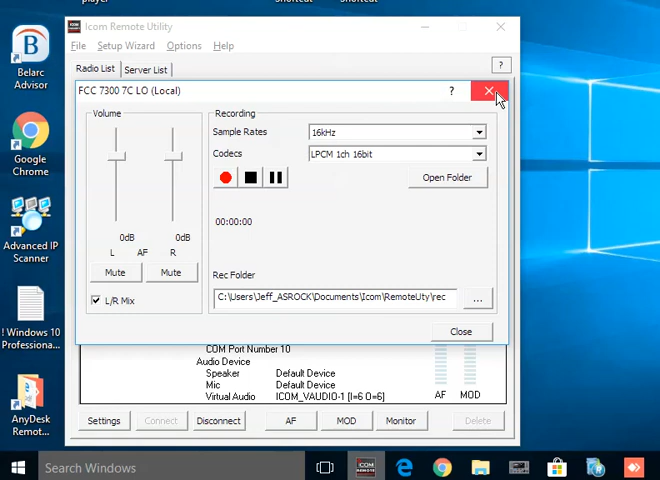 player
Shortcut
Shortcut
Icom Remote Utility
File Setup Wizard Options Help
Radio List Server List
?
FCC 7300 7C LO (Local)
?
Volume
Recording
Sample Rates 16kHz
Codecs LPCM 1ch 16bit
Open Folder
00:00:00
0dB 0dB
L AF R
Mute Mute
L/R Mix
Rec Folder
C:\Users\Jeff_ASROCK\Documents\Icom\RemoteUty\rec
...
Close
COM Port Number 10
Audio Device
Speaker Default Device
Mic Default Device
Virtual Audio ICOM_VAUDIO-1 [I=6 O=6]
AF MOD
Settings Connect Disconnect AF MOD Monitor Delete
Belarc
Advisor
Google
Chrome
Advanced IP
Scanner
! Windows 10
Professiona...
AnyDesk
Remot...
Search Windows
ICOM
REMOTE